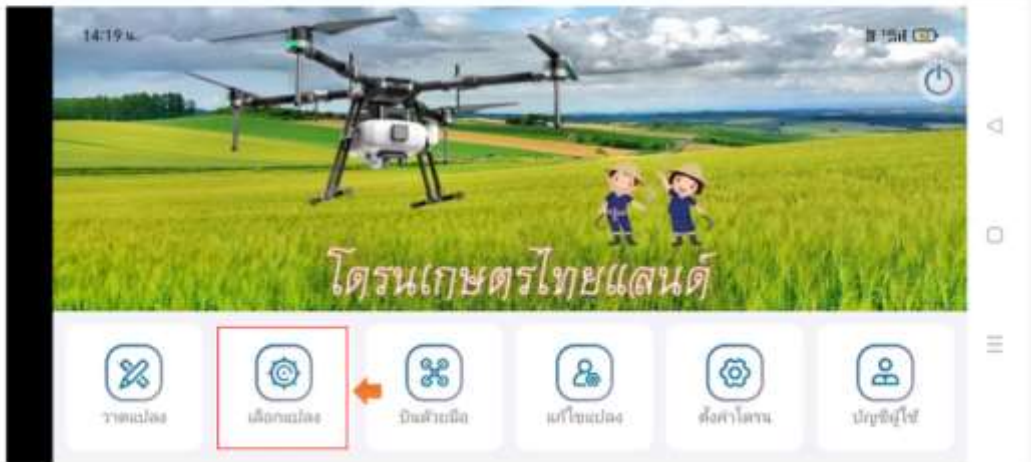 14:19 น.
โดรนเกษตรไทยแลนด์
วาดแปลง
เลือกแปลง
บินด้วยมือ
แก้ไขแปลง
ตั้งค่าโดรน
บัญชีผู้ใช้